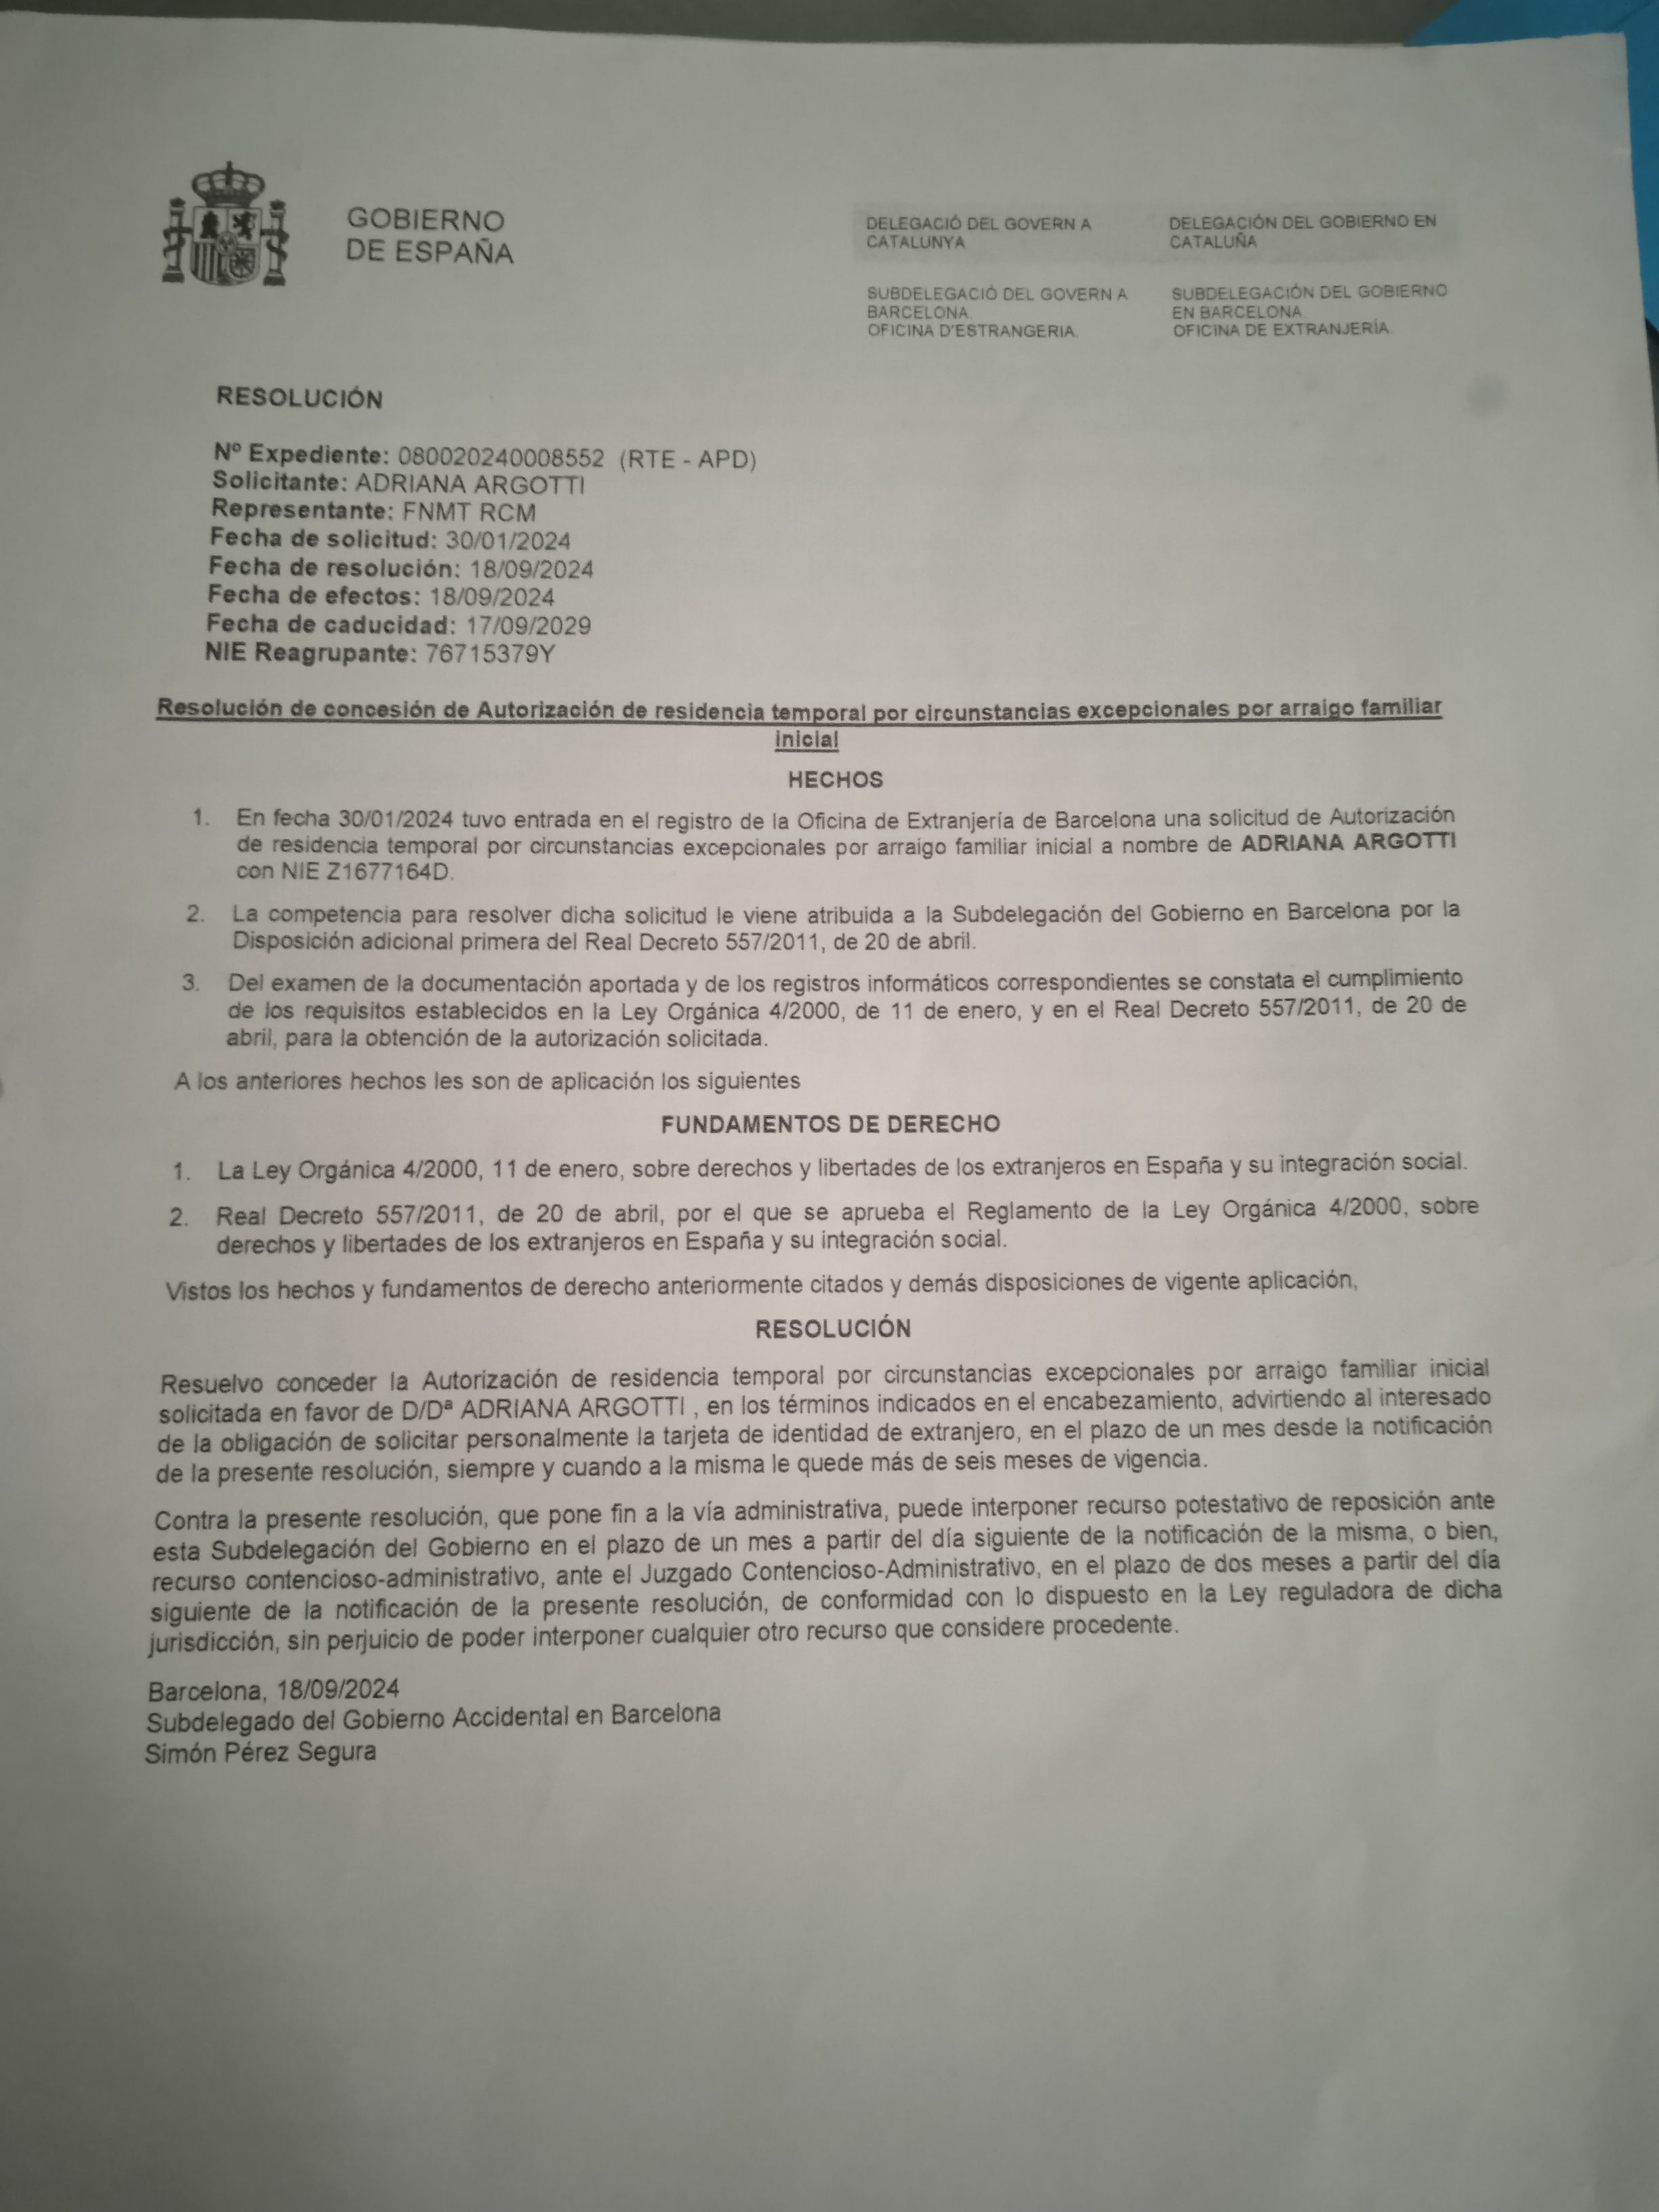 GOBIERNO
DE ESPAÑA
DELEGACIÓ DEL GOVERN A
CATALUNYA
DELEGACIÓN DEL GOBIERNO EN
CATALUÑA
SUBDELEGACIÓ DEL GOVERN A
BARCELONA.
OFICINA D'ESTRANGERIA.
SUBDELEGACIÓN DEL GOBIERNO
EN BARCELONA.
OFICINA DE EXTRANJERÍA.
RESOLUCIÓN
Nº Expediente: 080020240008552 (RTE - APD)
Solicitante: ADRIANA ARGOTTI
Representante: FNMT RCM
Fecha de solicitud: 30/01/2024
Fecha de resolución: 18/09/2024
Fecha de efectos: 18/09/2024
Fecha de caducidad: 17/09/2029
NIE Reagrupante: 76715379Y
Resolución de concesión de Autorización de residencia temporal por circunstancias excepcionales por arraigo familiar
inicial
HECHOS
1. En fecha 30/01/2024 tuvo entrada en el registro de la Oficina de Extranjería de Barcelona una solicitud de Autorización
de residencia temporal por circunstancias excepcionales por arraigo familiar inicial a nombre de ADRIANA ARGOTTI
con NIE Z1677164D.
2. La competencia para resolver dicha solicitud le viene atribuida a la Subdelegación del Gobierno en Barcelona por la
Disposición adicional primera del Real Decreto 557/2011, de 20 de abril.
3. Del examen de la documentación aportada y de los registros informáticos correspondientes se constata el cumplimiento
de los requisitos establecidos en la Ley Orgánica 4/2000, de 11 de enero, y en el Real Decreto 557/2011, de 20 de
abril, para la obtención de la autorización solicitada.
A los anteriores hechos les son de aplicación los siguientes
FUNDAMENTOS DE DERECHO
1. La Ley Orgánica 4/2000, 11 de enero, sobre derechos y libertades de los extranjeros en España y su integración social.
2. Real Decreto 557/2011, de 20 de abril, por el que se aprueba el Reglamento de la Ley Orgánica 4/2000, sobre
derechos y libertades de los extranjeros en España y su integración social.
Vistos los hechos y fundamentos de derecho anteriormente citados y demás disposiciones de vigente aplicación,
RESOLUCIÓN
Resuelvo conceder la Autorización de residencia temporal por circunstancias excepcionales por arraigo familiar inicial
solicitada en favor de D/Dª ADRIANA ARGOTTI , en los términos indicados en el encabezamiento, advirtiendo al interesado
de la obligación de solicitar personalmente la tarjeta de identidad de extranjero, en el plazo de un mes desde la notificación
de la presente resolución, siempre y cuando a la misma le quede más de seis meses de vigencia.
Contra la presente resolución, que pone fin a la vía administrativa, puede interponer recurso potestativo de reposición ante
esta Subdelegación del Gobierno en el plazo de un mes a partir del día siguiente de la notificación de la misma, o bien,
recurso contencioso-administrativo, ante el Juzgado Contencioso-Administrativo, en el plazo de dos meses a partir del día
siguiente de la notificación de la presente resolución, de conformidad con lo dispuesto en la Ley reguladora de dicha
jurisdicción, sin perjuicio de poder interponer cualquier otro recurso que considere procedente.
Barcelona, 18/09/2024
Subdelegado del Gobierno Accidental en Barcelona
Simón Pérez Segura